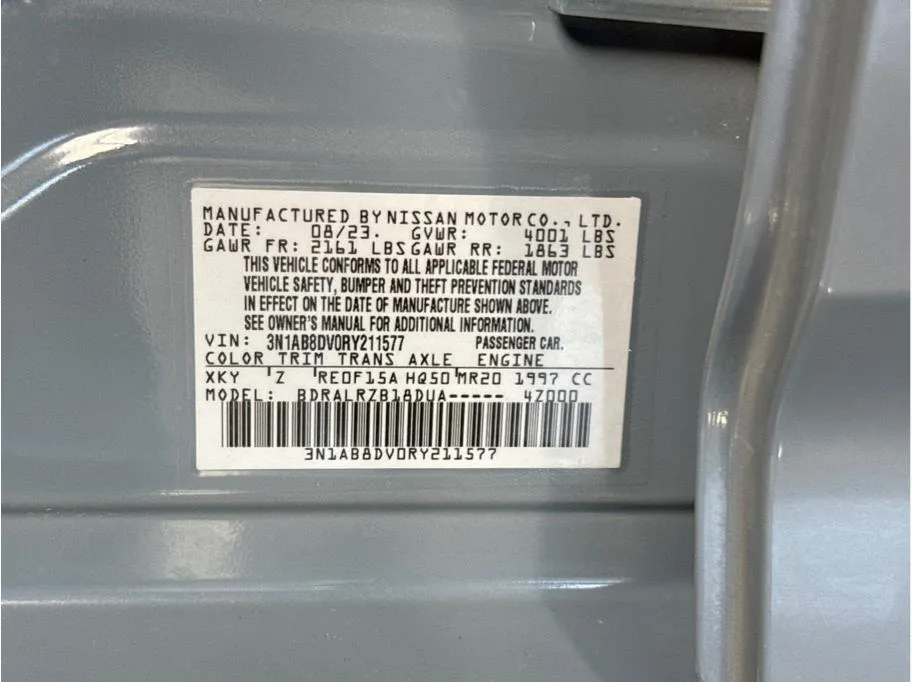 MANUFACTURED BY NISSAN MOTOR CO., LTD.
DATE: 08/23. GVWR: 4001 LBS
GAWR FR: 2161 LBS GAWR RR: 1863 LBS
THIS VEHICLE CONFORMS TO ALL APPLICABLE FEDERAL MOTOR
VEHICLE SAFETY, BUMPER AND THEFT PREVENTION STANDARDS
IN EFFECT ON THE DATE OF MANUFACTURE SHOWN ABOVE.
SEE OWNER'S MANUAL FOR ADDITIONAL INFORMATION.
VIN: 3N1AB8DV0RY211577 PASSENGER CAR.
COLOR TRIM TRANS AXLE ENGINE
XKY Z RE0F15A HQ50 MR20 1997 CC
MODEL: BDRALRZB18DUA----- 4Z000
3N1AB8DV0RY211577